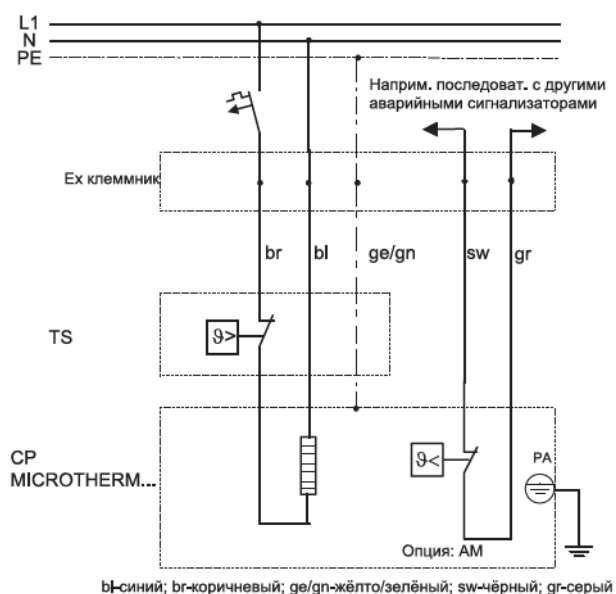 L1
N
PE
Наприм. последоват. с другими
аварийными сигнализаторами
Ex клеммник
br bl ge/gn sw gr
TS
ϑ>
CP
MICROTHERM...
ϑ<
PA
Опция: AM
bl-синий; br-коричневый; ge/gn-жёлто/зелёный; sw-чёрный; gr-серый